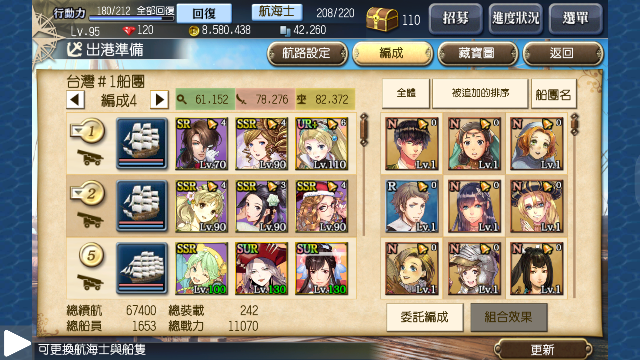 行動力 180/212 全部回復 回復 航海士 208/220 110 招募 進度狀況 選單
Lv.95 120 8.580.438 42.260
出港準備 航路設定 編成 藏寶圖 返回
台灣#1船團 全體 被追加的排序 船團名
編成4 61.152 78.276 82.372
1 SR 4 Lv.70 SSR 4 Lv.90 UR 6 Lv.110 N 0 Lv.1 N 0 Lv.1 N 0 Lv.1
2 SSR 4 Lv.90 SSR 3 Lv.90 SSR 4 Lv.90 R 0 Lv.1 N 0 Lv.1 N 0 Lv.1
5 SSR Lv.100 SUR Lv.130 SUR Lv.130 N 0 Lv.1 N 0 Lv.1 N 0 Lv.1
總續航 67400 總裝載 242 委託編成 組合效果
總船員 1653 總戰力 11070
可更換航海士與船隻 更新